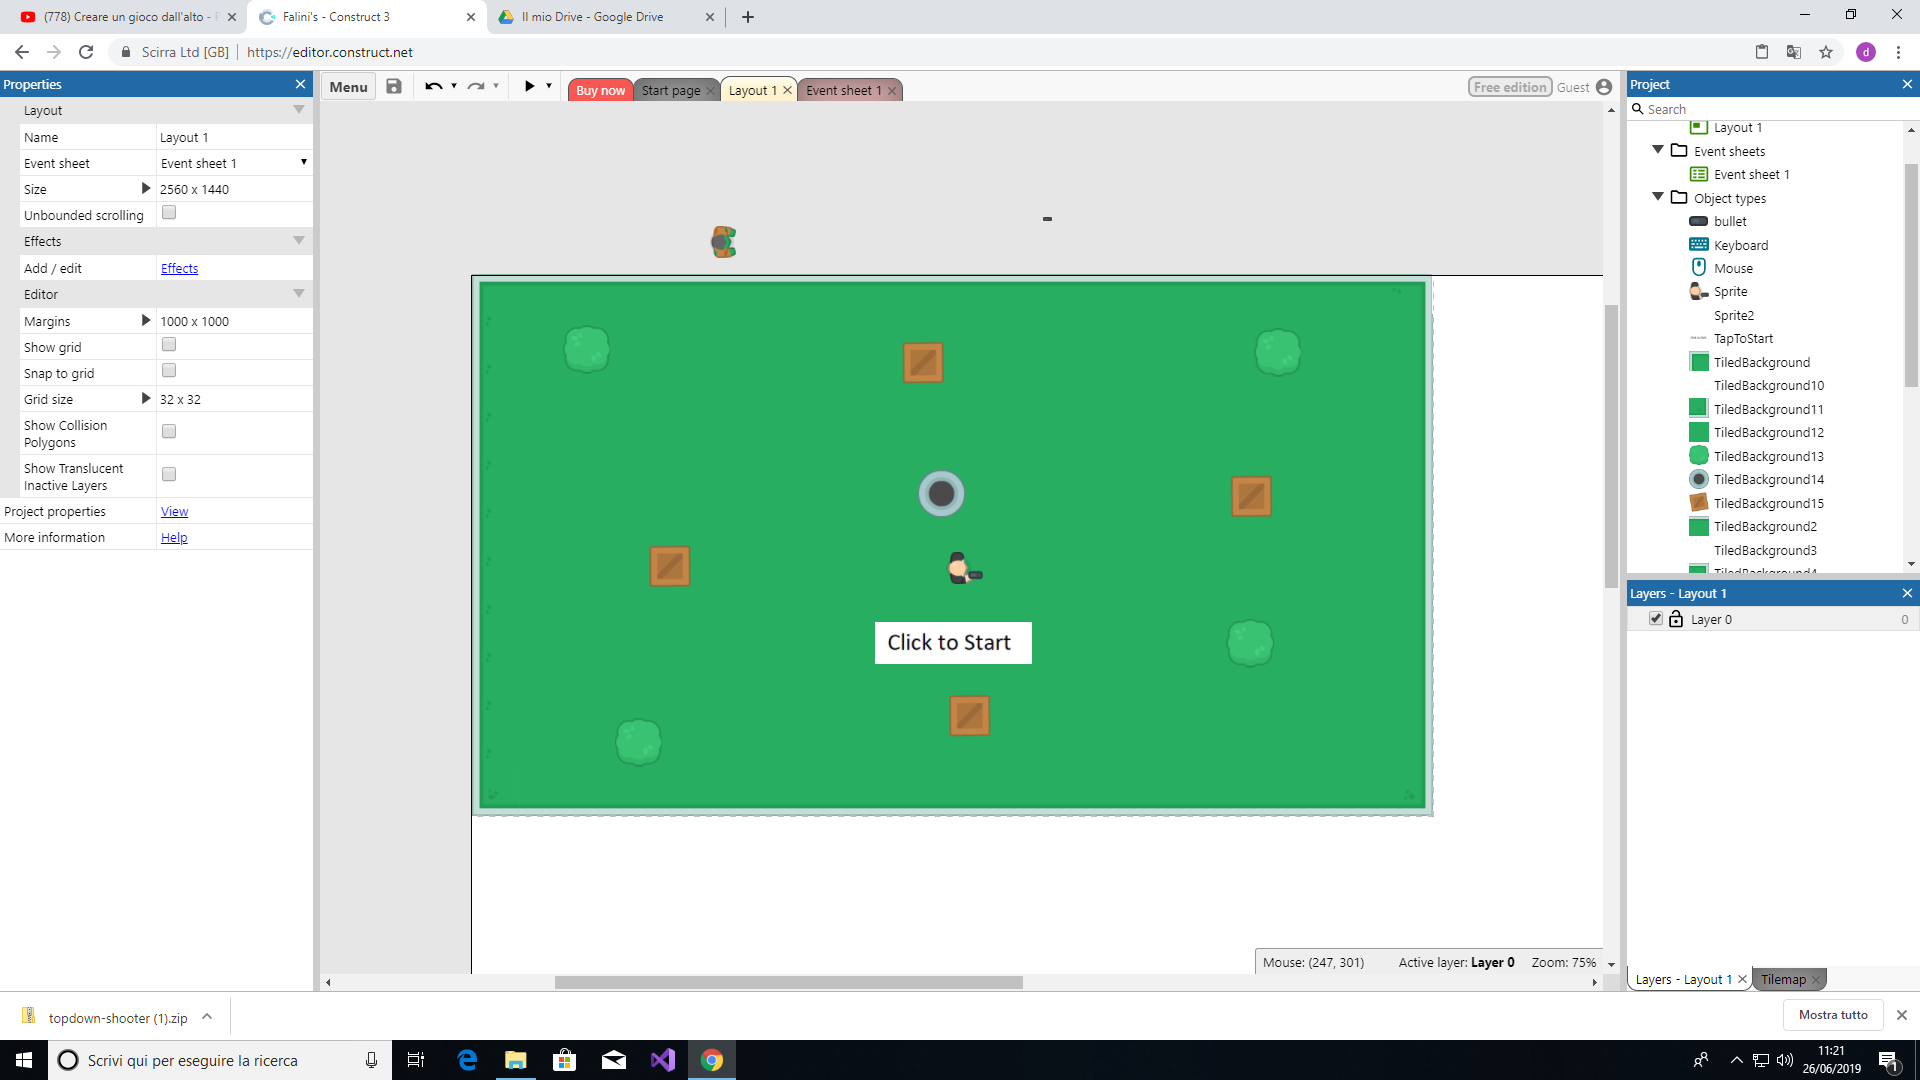 (778) Creare un gioco dall'alto - 
Falini's - Construct 3
Il mio Drive - Google Drive
Scirra Ltd [GB]
https://editor.construct.net
d
Properties
Layout
Name
Layout 1
Event sheet
Event sheet 1
Size
2560 x 1440
Unbounded scrolling
Effects
Add / edit
Effects
Editor
Margins
1000 x 1000
Show grid
Snap to grid
Grid size
32 x 32
Show Collision
Polygons
Show Translucent
Inactive Layers
Project properties
View
More information
Help
Menu
Buy now
Start page
Layout 1
Event sheet 1
Free edition
Guest
Click to Start
Mouse: (247, 301)
Active layer: Layer 0
Zoom: 75%
Project
Search
Layout 1
Event sheets
Event sheet 1
Object types
bullet
Keyboard
Mouse
Sprite
Sprite2
TapToStart
TiledBackground
TiledBackground10
TiledBackground11
TiledBackground12
TiledBackground13
TiledBackground14
TiledBackground15
TiledBackground2
TiledBackground3
TiledBackground4
Layers - Layout 1
Layer 0
0
Layers - Layout 1
Tilemap
topdown-shooter (1).zip
Mostra tutto
Scrivi qui per eseguire la ricerca
11:21
26/06/2019
1